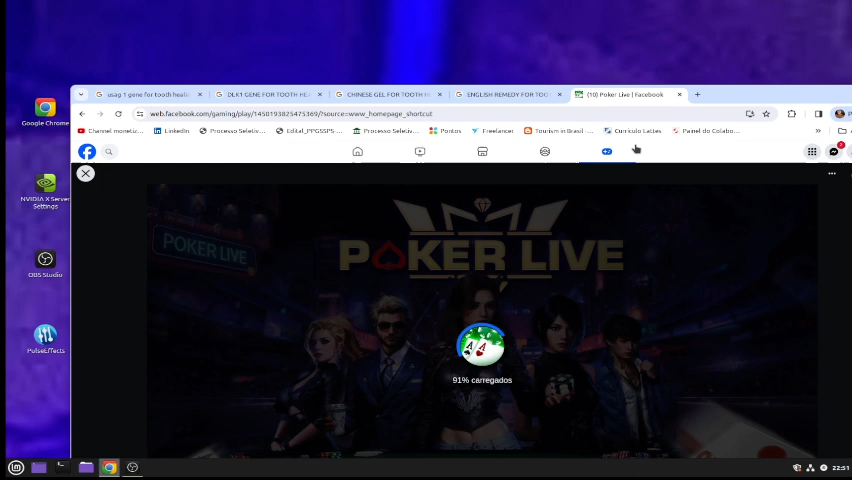 usag 1 gene for tooth heali
DLK1 GENE FOR TOOTH HEA
CHINESE GEL FOR TOOTH HE
ENGLISH REMEDY FOR TOO
(10) Poker Live | Facebook
web.facebook.com/gaming/play/1450193825475369/?source=www_homepage_shortcut
Channel monetiz...
LinkedIn
Processo Seletiv...
Edital_PPGSSPS-...
Processo Seletiv...
Pontos
Freelancer
Tourism in Brasil -...
Currículo Lattes
Painel do Colabo...
»
Google Chrome
NVIDIA X Server
Settings
OBS Studio
PulseEffects
POKER LIVE
POKER LIVE
91% carregados
22:51